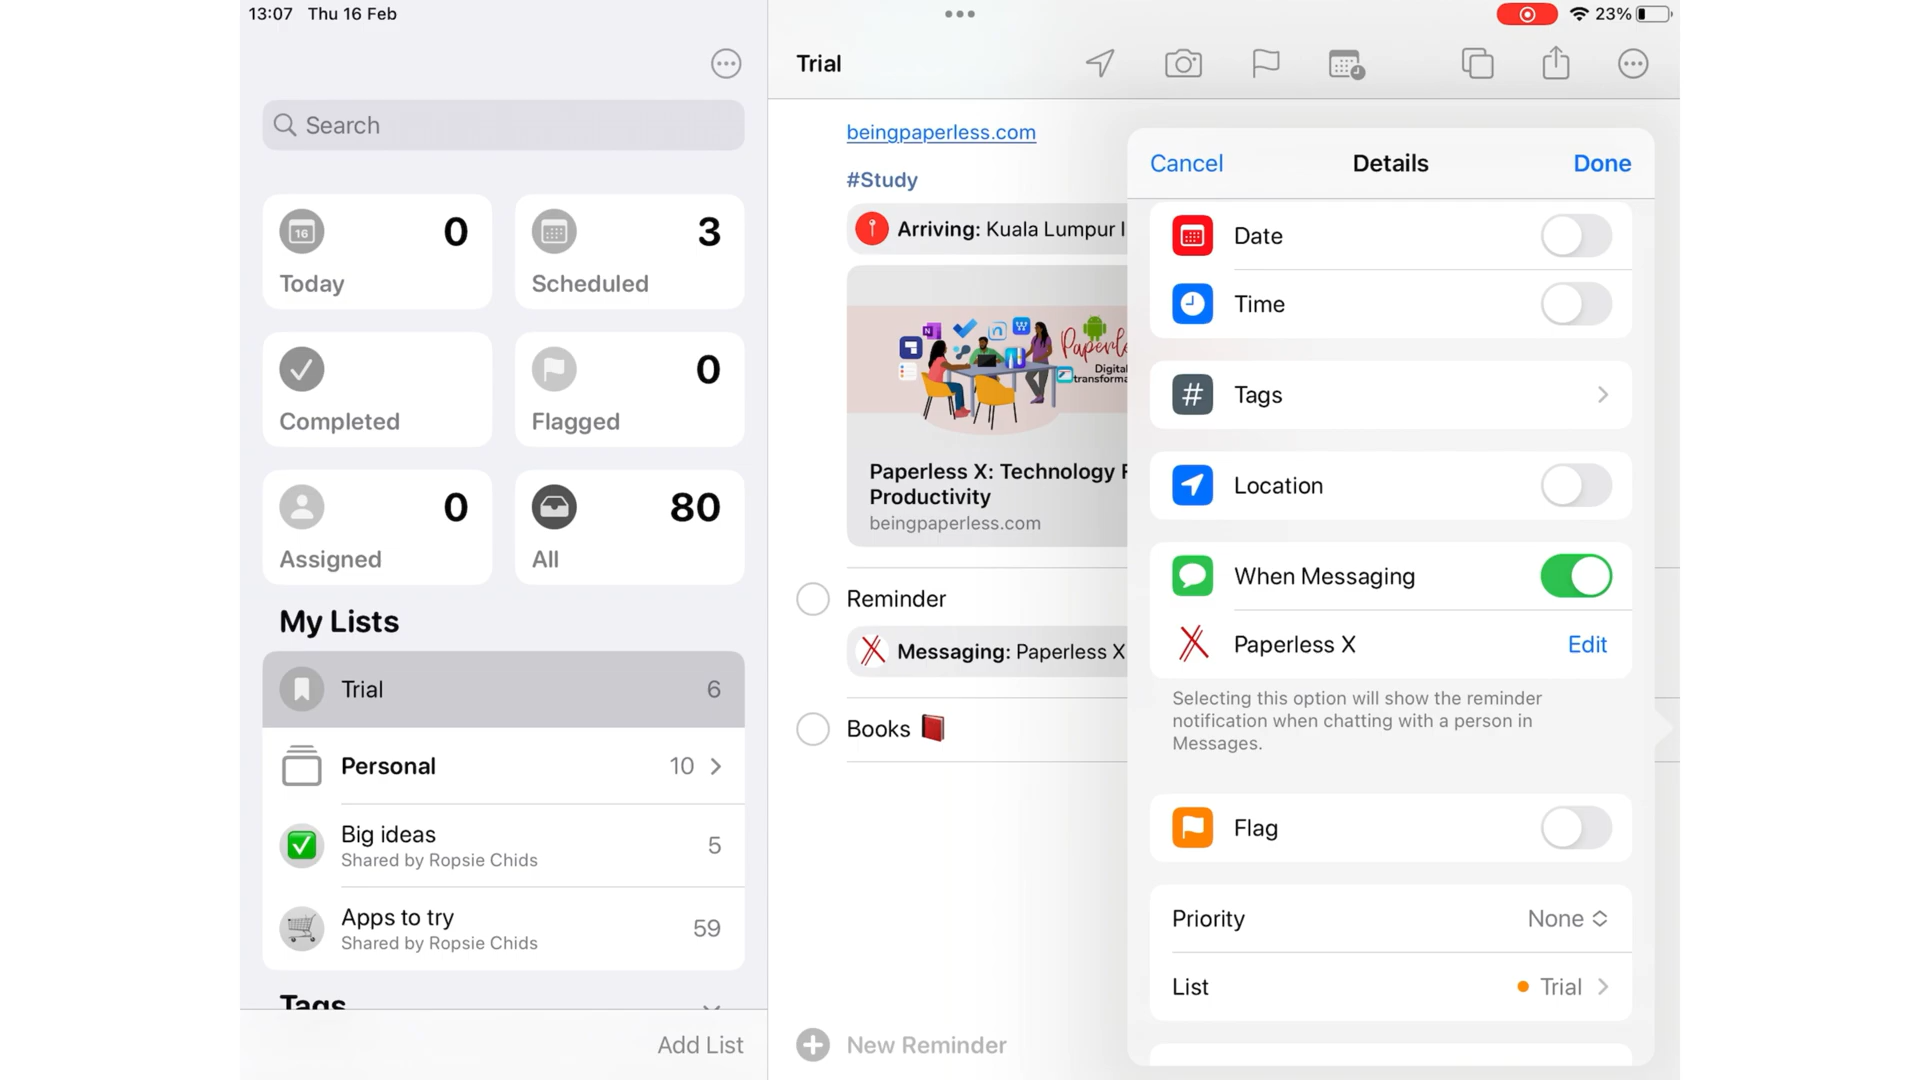 13:07 Thu 16 Feb
23%
Search
16
0
Today
3
Scheduled
Completed
0
Flagged
0
Assigned
80
All
My Lists
Trial 6
Personal 10
Big ideas 5
Shared by Ropsie Chids
Apps to try 59
Shared by Ropsie Chids
Tags
Add List
Trial
beingpaperless.com
#Study
Arriving: Kuala Lumpur I
Digital
transforma
Paperless X: Technology F
Productivity
beingpaperless.com
Reminder
Messaging: Paperless X
Books
New Reminder
Cancel Details Done
Date
Time
# Tags
Location
When Messaging
Paperless X Edit
Selecting this option will show the reminder
notification when chatting with a person in
Messages.
Flag
Priority None
List Trial